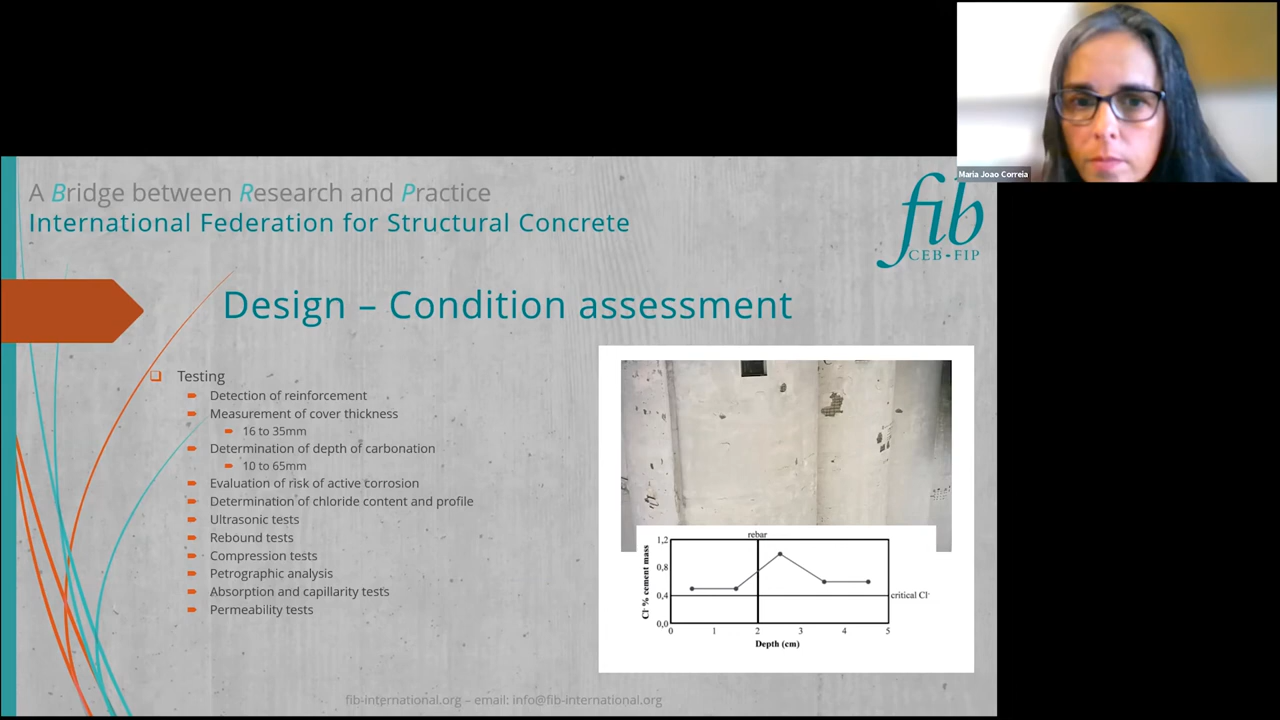 Maria Joao Correia
A Bridge between Research and Practice
International Federation for Structural Concrete
fib
CEB-FIP
Design – Condition assessment
Testing
Detection of reinforcement
Measurement of cover thickness
16 to 35mm
Determination of depth of carbonation
10 to 65mm
Evaluation of risk of active corrosion
Determination of chloride content and profile
Ultrasonic tests
Rebound tests
Compression tests
Petrographic analysis
Absorption and capillarity tests
Permeability tests
rebar
Cl⁻ % cement mass
1,2
0,8
0,4
0,0
critical Cl⁻
0 1 2 3 4 5
Depth (cm)
fib-international.org – email: info@fib-international.org